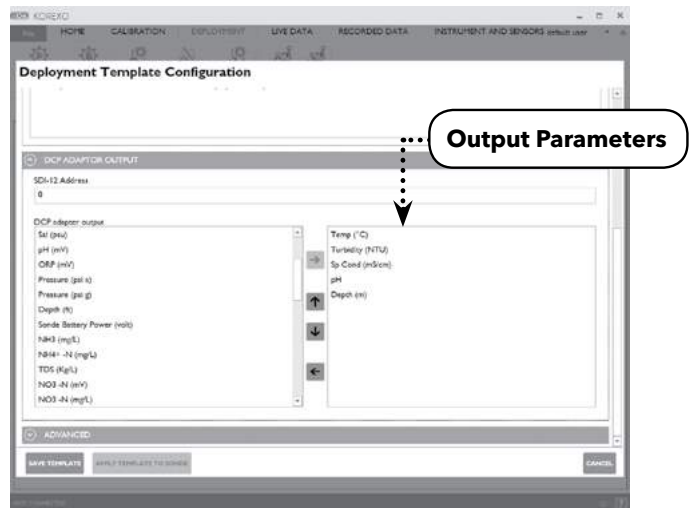 KOREXO
HOME CALIBRATION DEPLOYMENT LIVE DATA RECORDED DATA INSTRUMENT AND SENSORS default user
Deployment Template Configuration
Output Parameters
DCP ADAPTOR OUTPUT
SDI-12 Address
0
DCP adapter output
Sal (psu)
pH (mV)
ORP (mV)
Pressure (psi a)
Pressure (psi g)
Depth (ft)
Sonde Battery Power (volt)
NH3 (mg/L)
NH4+ -N (mg/L)
TDS (Kg/L)
NO3 -N (mV)
NO3 -N (mg/L)
Temp (°C)
Turbidity (NTU)
Sp Cond (mS/cm)
pH
Depth (m)
ADVANCED
SAVE TEMPLATE APPLY TEMPLATE TO SONDE CANCEL